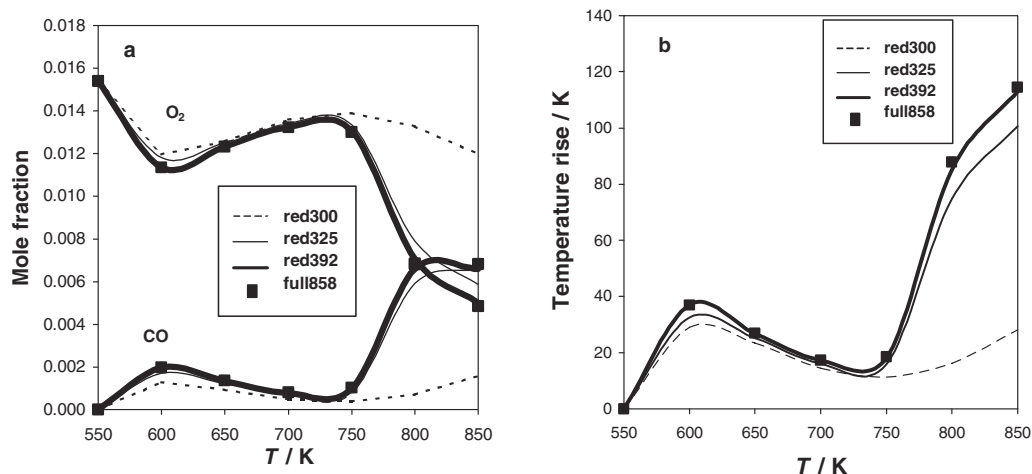 a
Mole fraction
0.018
0.016
0.014
0.012
0.010
0.008
0.006
0.004
0.002
0.000
O2
CO
red300
red325
red392
full858
550 600 650 700 750 800 850
T / K
b
Temperature rise / K
140
120
100
80
60
40
20
0
red300
red325
red392
full858
550 600 650 700 750 800 850
T / K